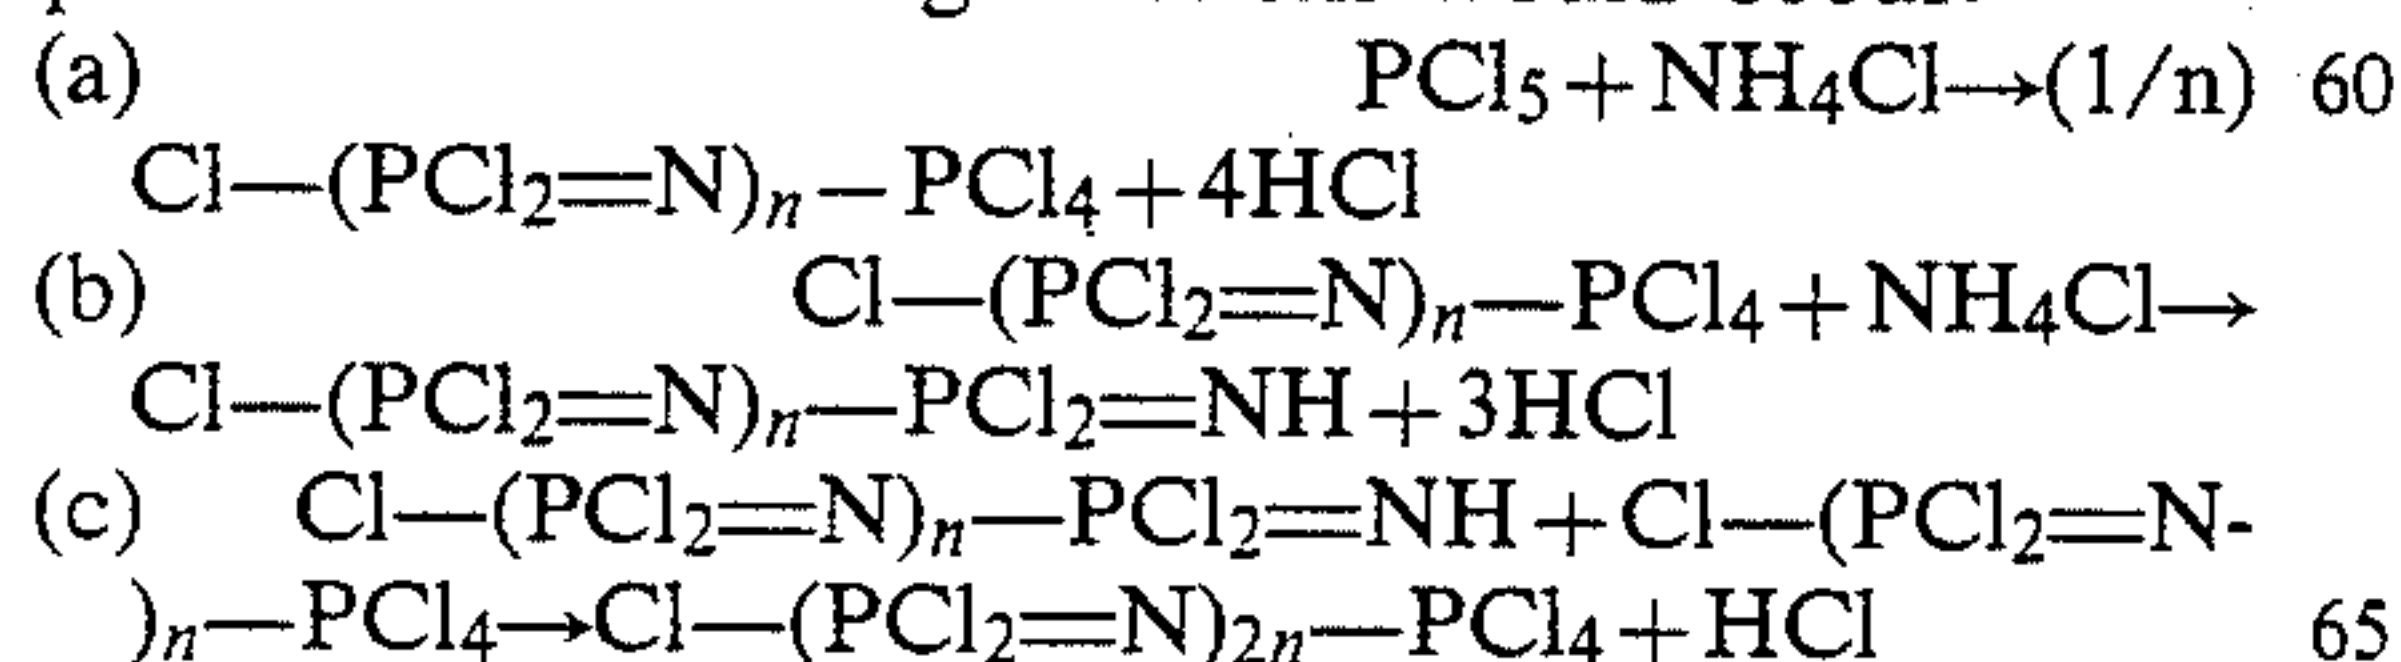 (a) PCl₅+NH₄Cl→(1/n) 60
Cl—(PCl₂=N)ₙ—PCl₄+4HCl
(b) Cl—(PCl₂=N)ₙ—PCl₄+NH₄Cl→
Cl—(PCl₂=N)ₙ—PCl₂=NH+3HCl
(c) Cl—(PCl₂=N)ₙ—PCl₂=NH+Cl—(PCl₂=N-
)ₙ—PCl₄→Cl—(PCl₂=N)₂ₙ—PCl₄+HCl 65